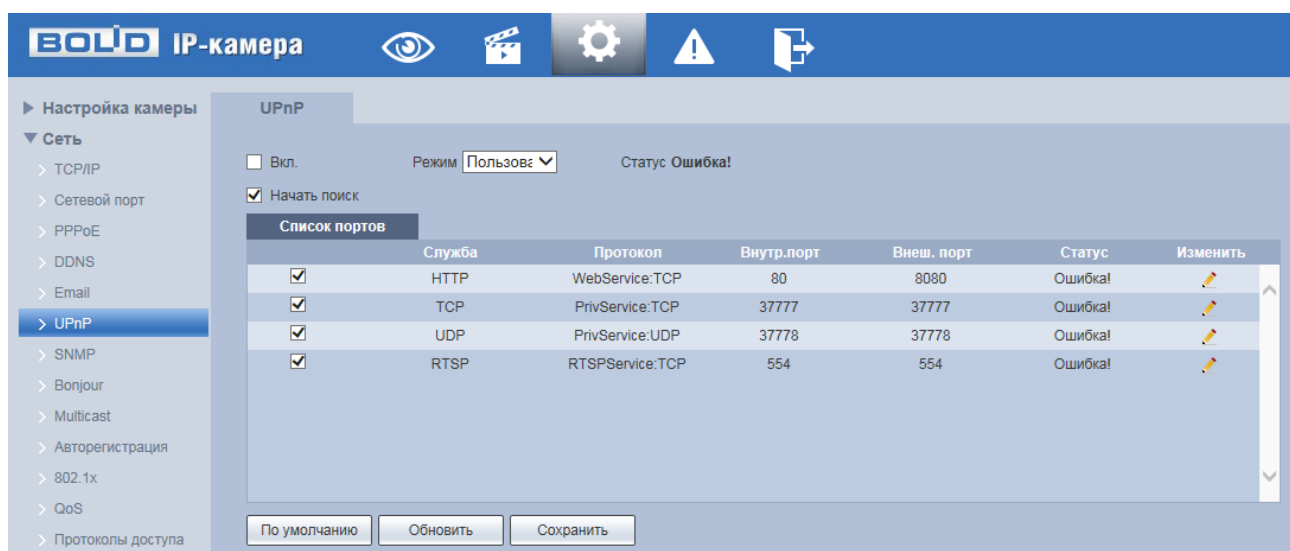 BOLID IP-камера
Настройка камеры
Сеть
TCP/IP
Сетевой порт
PPPoE
DDNS
Email
UPnP
SNMP
Bonjour
Multicast
Авторегистрация
802.1x
QoS
Протоколы доступа
UPnP
Вкл. Режим Пользова Статус Ошибка!
Начать поиск
Список портов
Служба Протокол Внутр.порт Внеш. порт Статус Изменить
HTTP WebService:TCP 80 8080 Ошибка!
TCP PrivService:TCP 37777 37777 Ошибка!
UDP PrivService:UDP 37778 37778 Ошибка!
RTSP RTSPService:TCP 554 554 Ошибка!
По умолчанию Обновить Сохранить